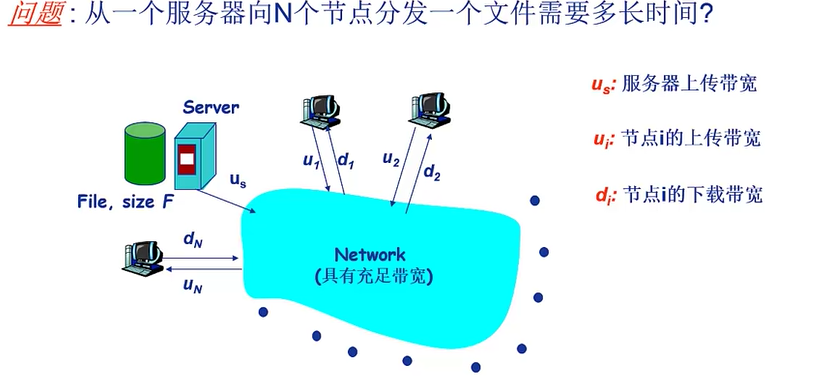 问题: 从一个服务器向N个节点分发一个文件需要多长时间?
Server
us: 服务器上传带宽
u1
d1
u2
d2
ui: 节点i的上传带宽
us
File, size F
di: 节点i的下载带宽
dN
uN
Network
(具有充足带宽)